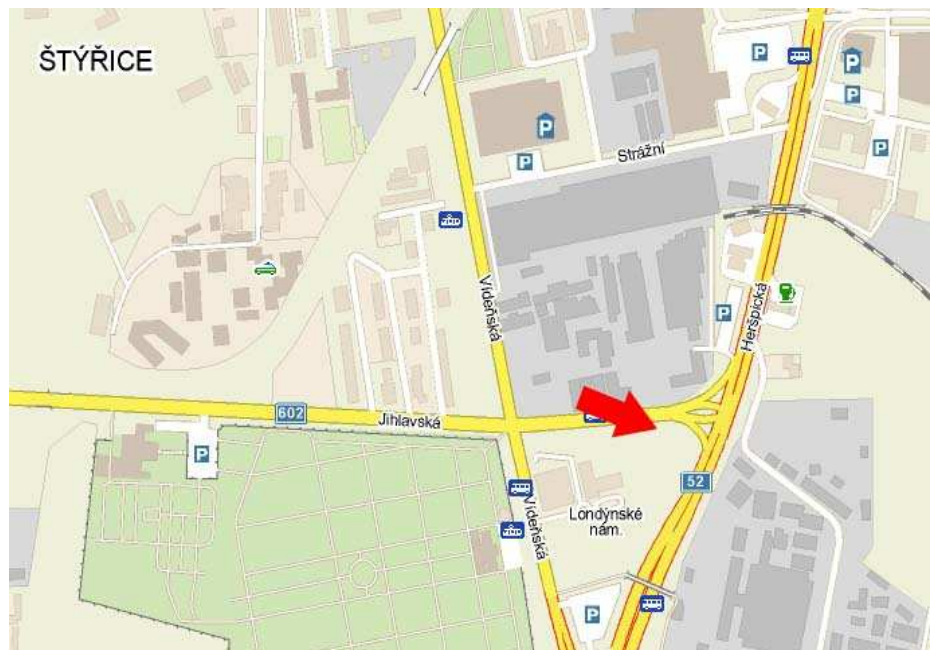 ŠTÝŘICE
P
P
P
P
P
P
Strážní
P
Vídeňská
Heršpická
P
602
Jihlavská
P
52
Vídeňská
Londýnské
nám.
P